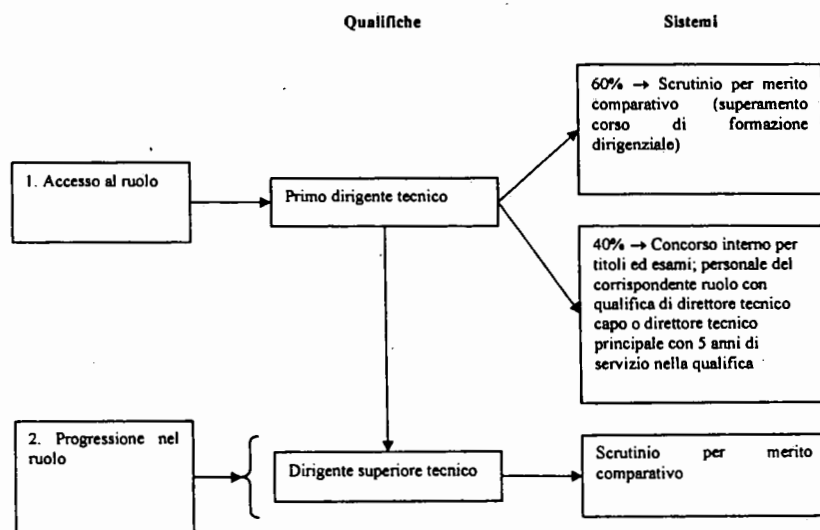 Qualifiche
Sistemi
60% → Scrutinio per merito
comparativo (superamento
corso di formazione
dirigenziale)
1. Accesso al ruolo
Primo dirigente tecnico
40% → Concorso interno per
titoli ed esami; personale del
corrispondente ruolo con
qualifica di direttore tecnico
capo o direttore tecnico
principale con 5 anni di
servizio nella qualifica
2. Progressione nel
ruolo
Dirigente superiore tecnico
Scrutinio per merito
comparativo